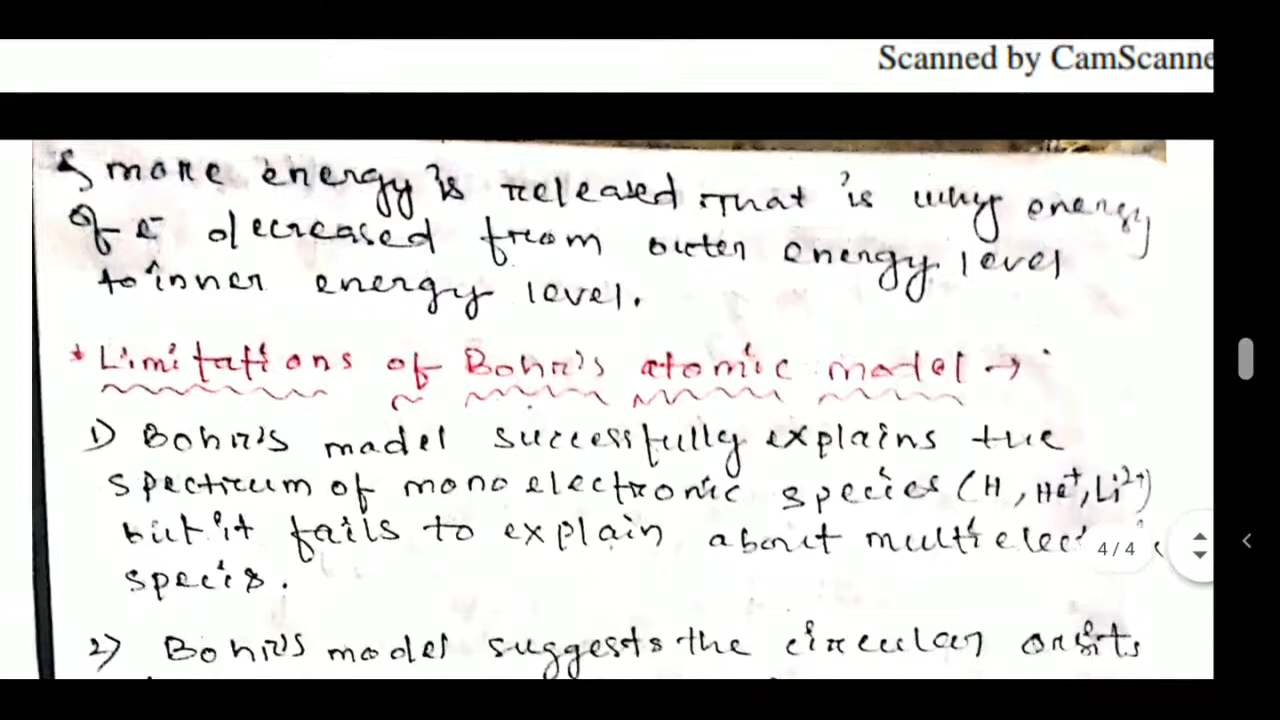 Scanned by CamScanne
& more energy is released. That is why energy
of e⁻ decreased from outer energy level
to inner energy level.
* Limitations of Bohr's atomic model →
1) Bohr's model successfully explains the
spectrum of mono electronic species (H, He⁺, Li²⁺)
but it fails to explain about multielec
4/4
species.
2) Bohr's model suggests the circular orbits